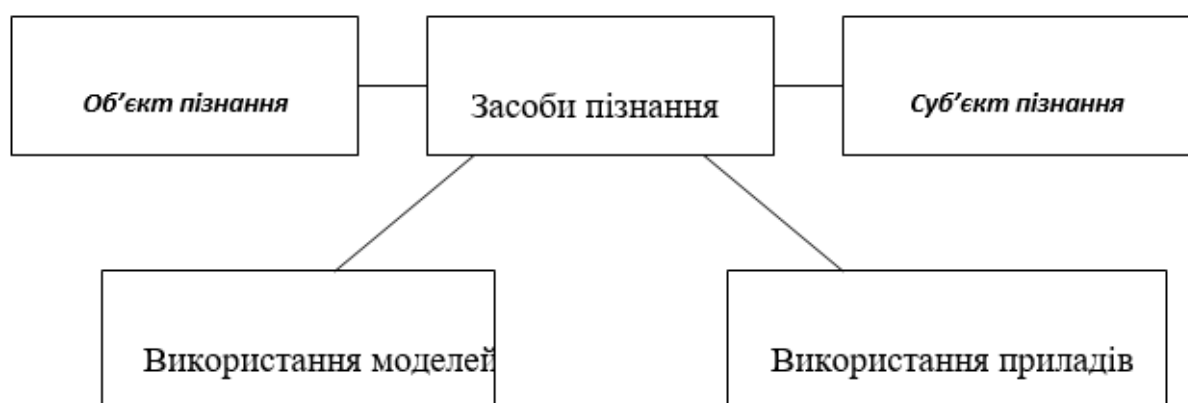 Об’єкт пізнання
Засоби пізнання
Суб’єкт пізнання
Використання моделей
Використання приладів